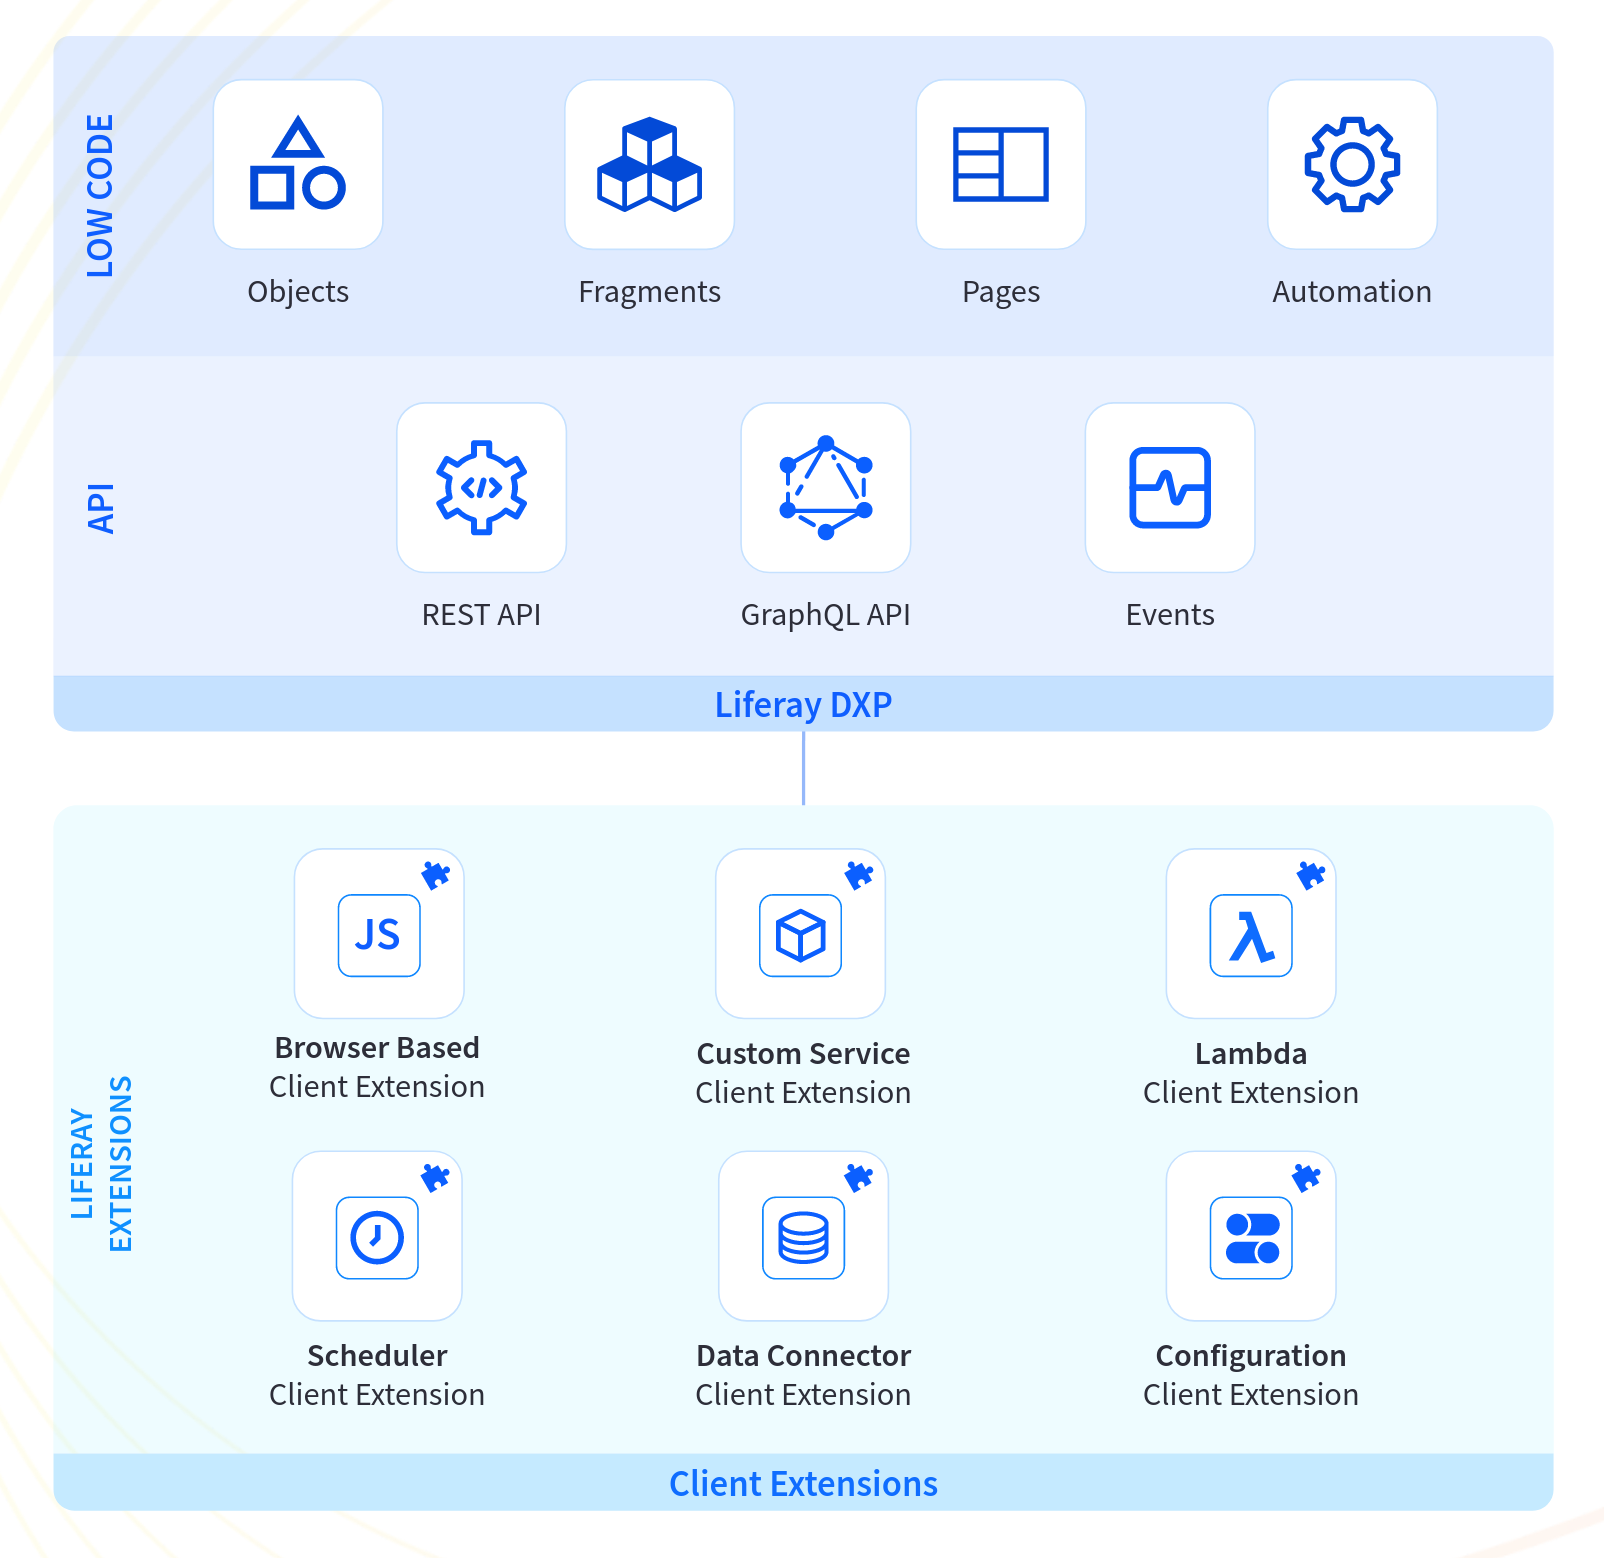 LOW CODE
Objects
Fragments
Pages
Automation
API
REST API
GraphQL API
Events
Liferay DXP
LIFERAY
EXTENSIONS
JS
λ
Browser Based
Client Extension
Custom Service
Client Extension
Lambda
Client Extension
Scheduler
Client Extension
Data Connector
Client Extension
Configuration
Client Extension
Client Extensions